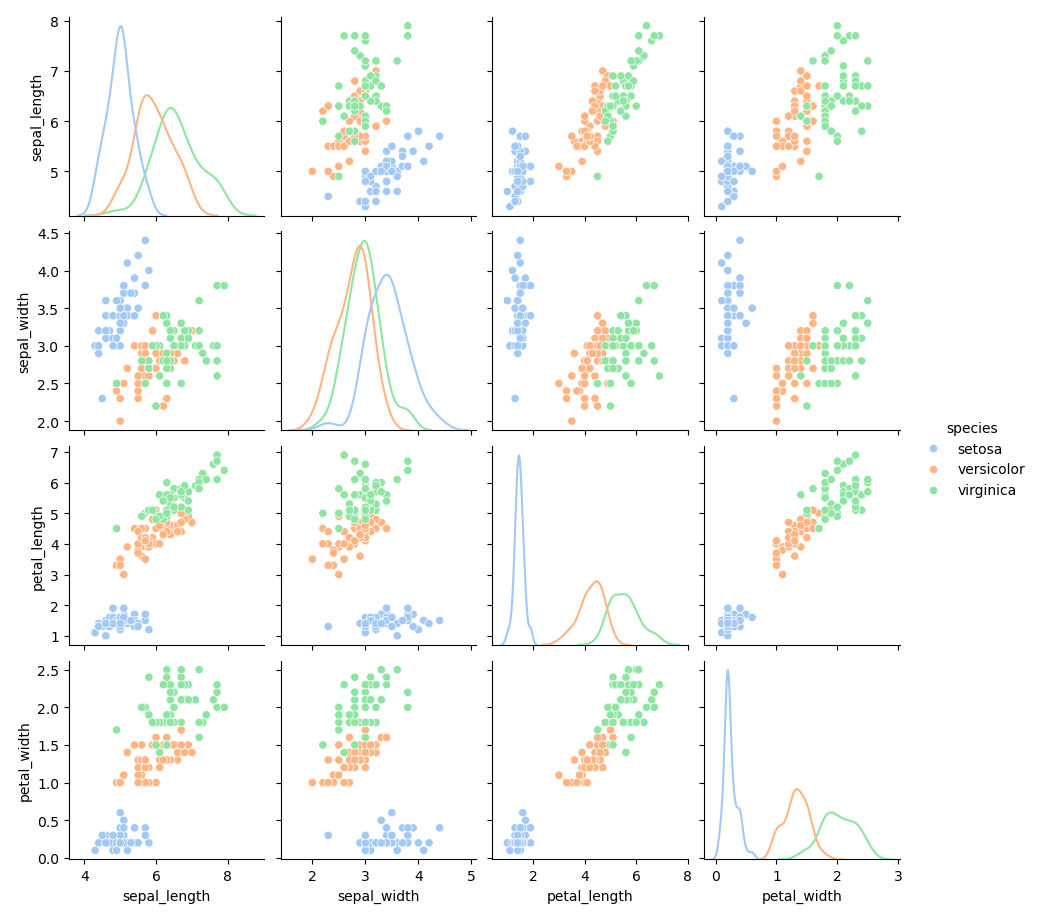 sepal_length
8
7
6
5
sepal_width
4.5
4.0
3.5
3.0
2.5
2.0
species
setosa
versicolor
virginica
petal_length
7
6
5
4
3
2
1
petal_width
2.5
2.0
1.5
1.0
0.5
0.0
4 6 8 2 3 4 5 2 4 6 8 0 1 2 3
sepal_length sepal_width petal_length petal_width